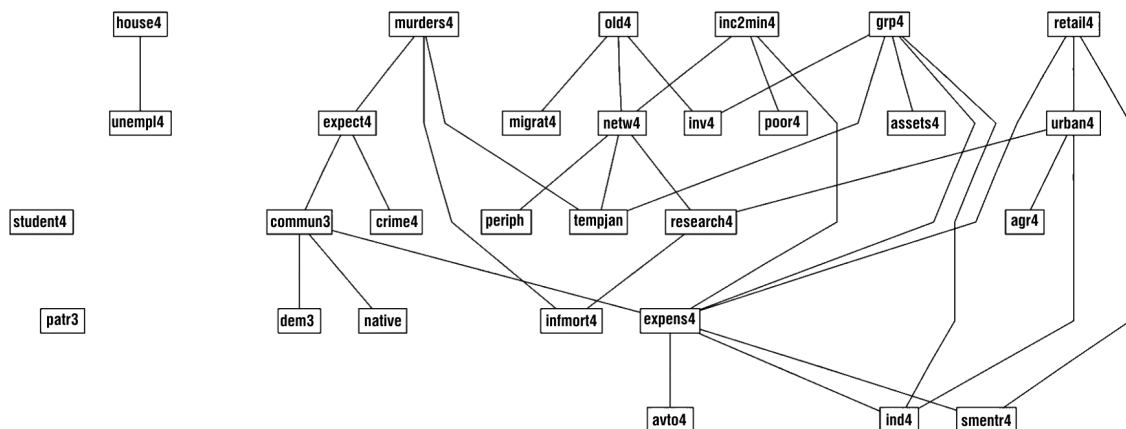 house4 murders4 old4 inc2min4 grp4 retail4
unempl4 expect4 migrat4 netw4 inv4 poor4 assets4 urban4
student4 commun3 crime4 periph tempjan research4 agr4
patr3 dem3 native infmort4 expens4
avto4 ind4 smentr4